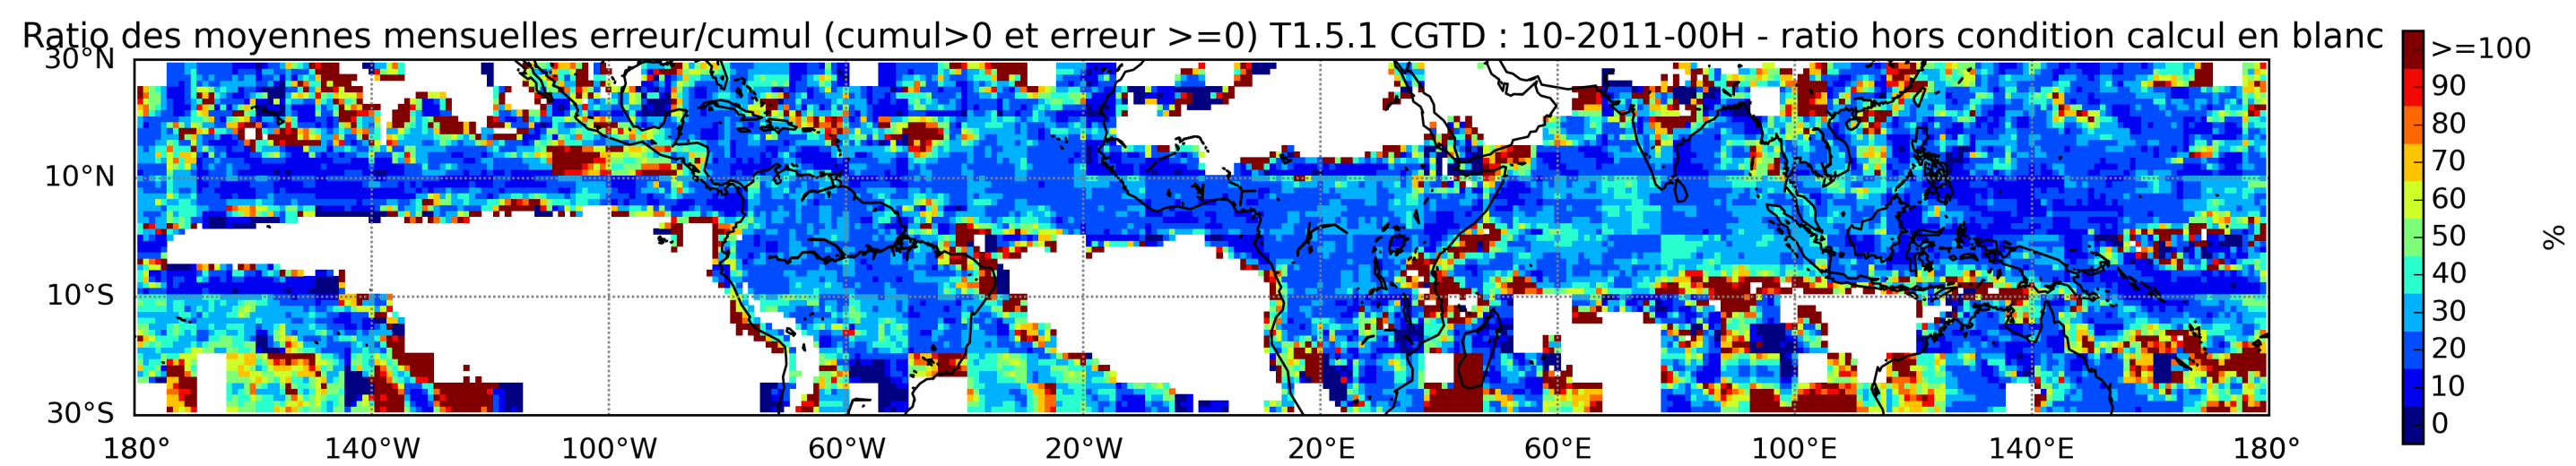 Ratio des moyennes mensuelles erreur/cumul (cumul>0 et erreur >=0) T1.5.1 CGTD : 10-2011-00H - ratio hors condition calcul en blanc
30°N
10°N
10°S
30°S
180°
140°W
100°W
60°W
20°W
20°E
60°E
100°E
140°E
180°
>=100
90
80
70
60
50
40
30
20
10
0
%